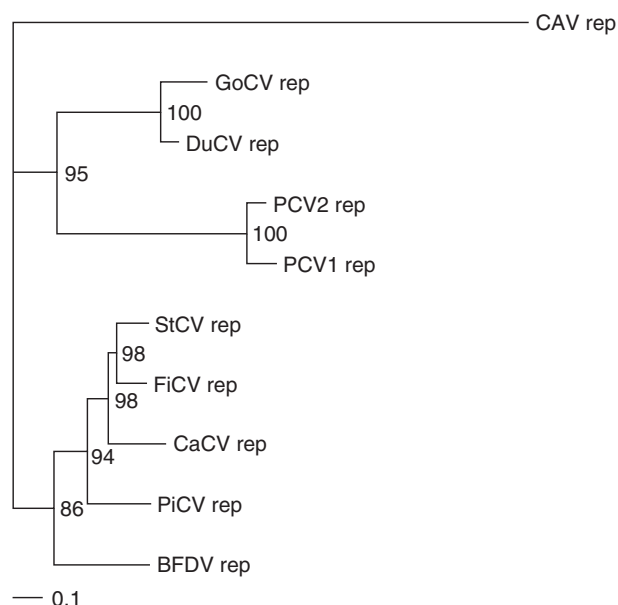 CAV rep
GoCV rep
100
DuCV rep
95
PCV2 rep
100
PCV1 rep
StCV rep
98
FiCV rep
98
CaCV rep
94
PiCV rep
86
BFDV rep
0.1